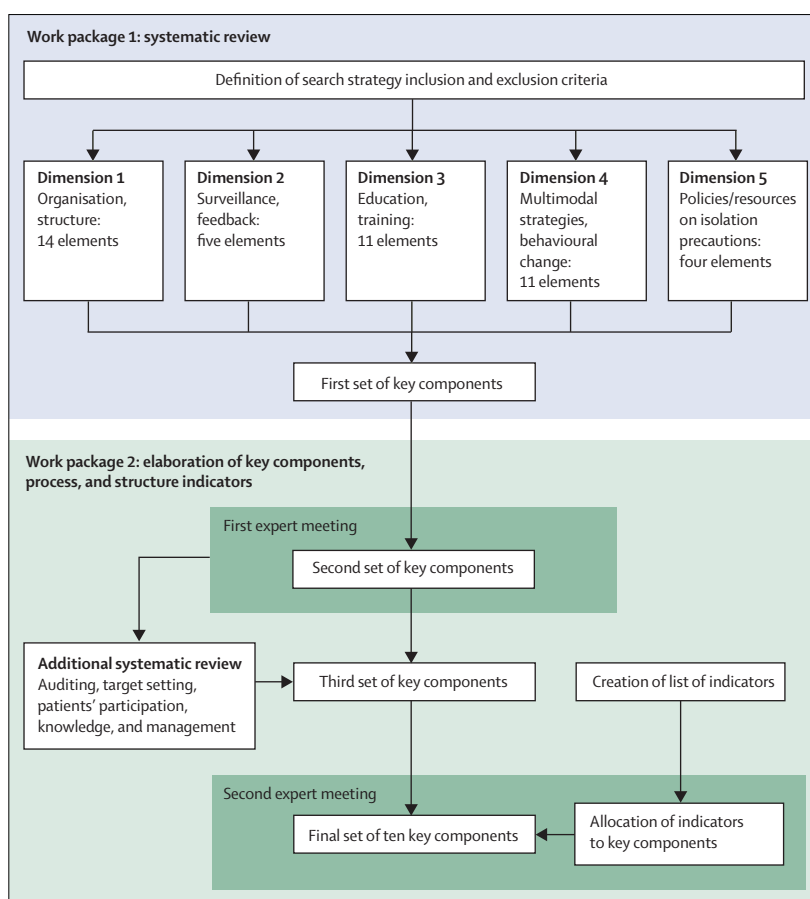 Work package 1: systematic review
Definition of search strategy inclusion and exclusion criteria
Dimension 1
Organisation,
structure:
14 elements
Dimension 2
Surveillance,
feedback:
five elements
Dimension 3
Education,
training:
11 elements
Dimension 4
Multimodal
strategies,
behavioural
change:
11 elements
Dimension 5
Policies/resources
on isolation
precautions:
four elements
First set of key components
Work package 2: elaboration of key components,
process, and structure indicators
First expert meeting
Second set of key components
Additional systematic review
Auditing, target setting,
patients’ participation,
knowledge, and management
Third set of key components
Creation of list of indicators
Second expert meeting
Final set of ten key components
Allocation of indicators
to key components